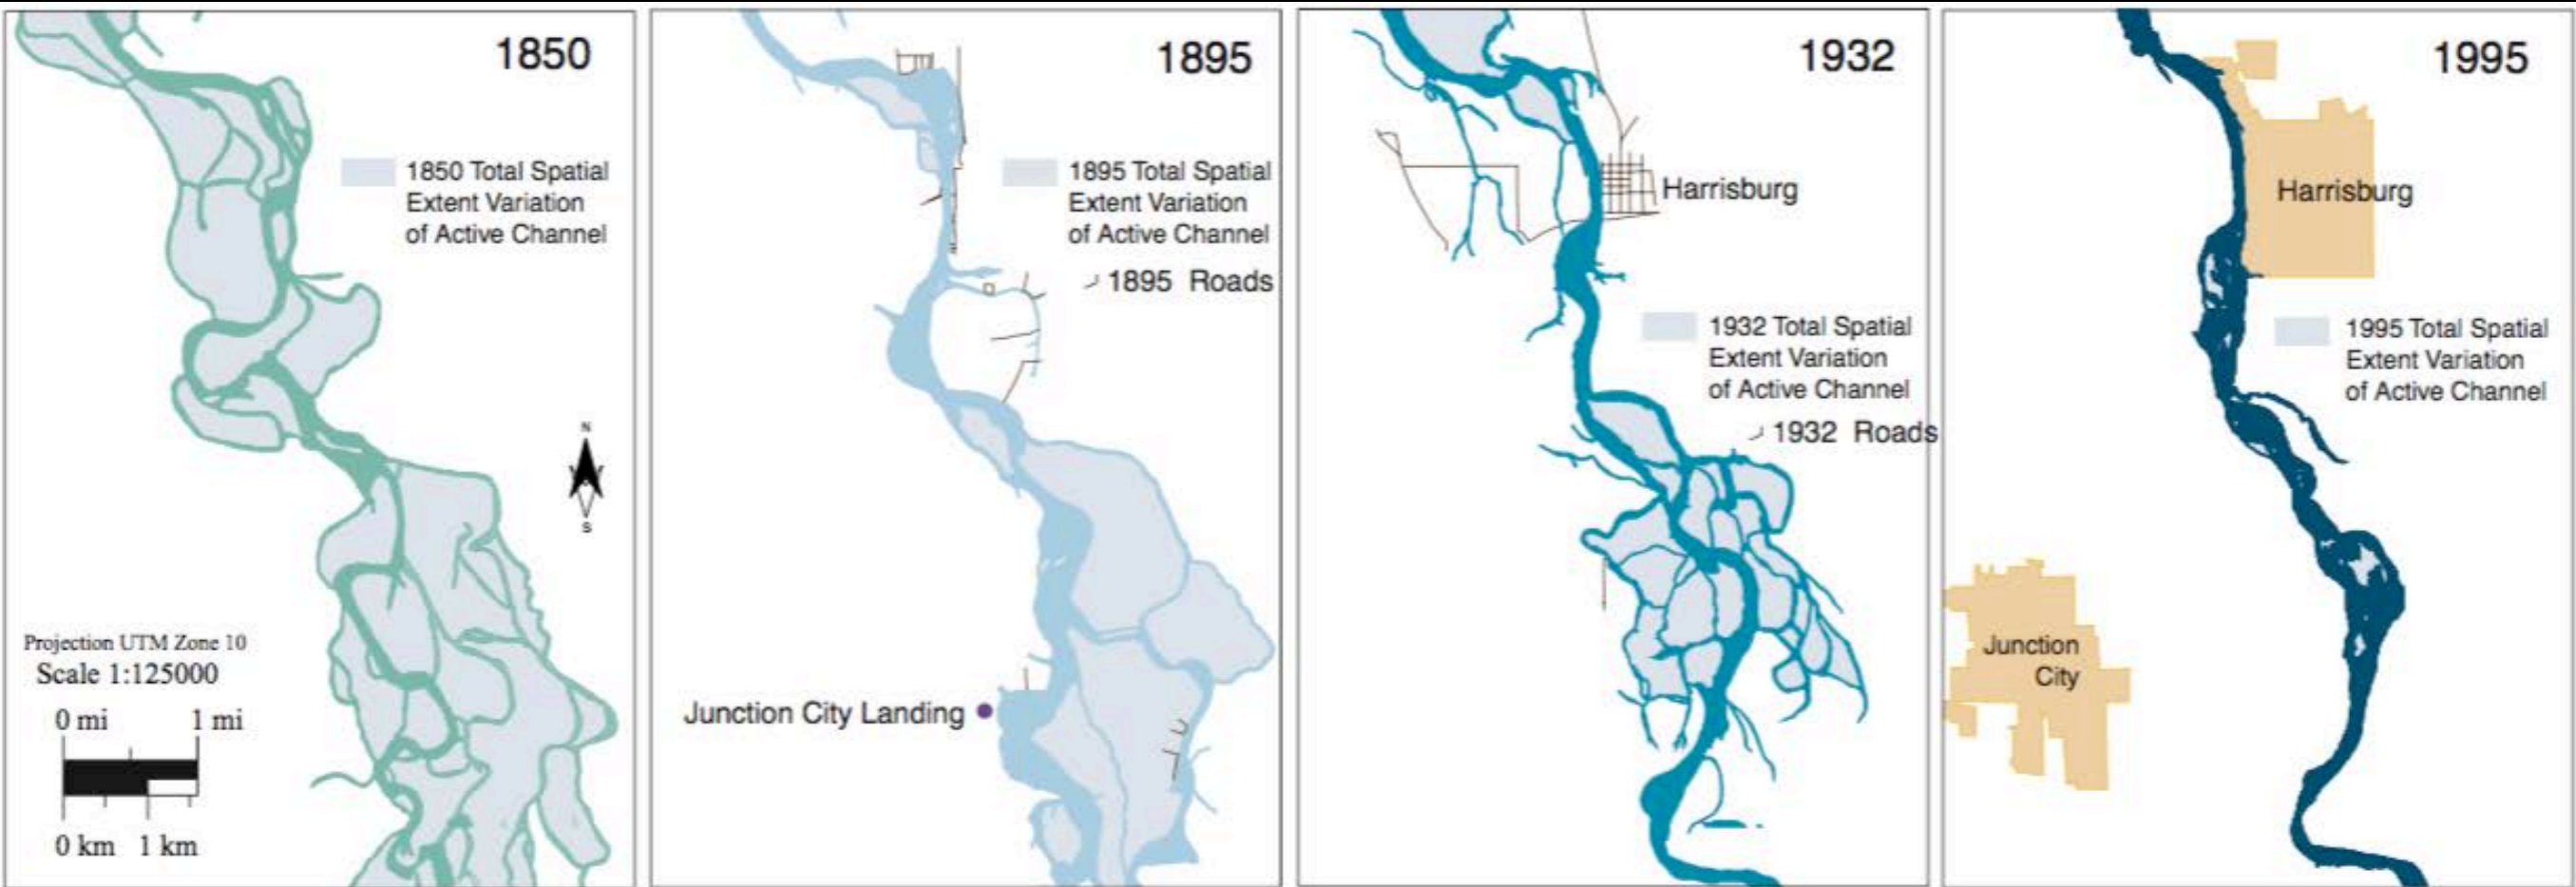 1850
1850 Total Spatial
Extent Variation
of Active Channel
N
S
Projection UTM Zone 10
Scale 1:125000
0 mi 1 mi
0 km 1 km
1895
1895 Total Spatial
Extent Variation
of Active Channel
1895 Roads
Junction City Landing
1932
Harrisburg
1932 Total Spatial
Extent Variation
of Active Channel
1932 Roads
1995
Harrisburg
1995 Total Spatial
Extent Variation
of Active Channel
Junction
City